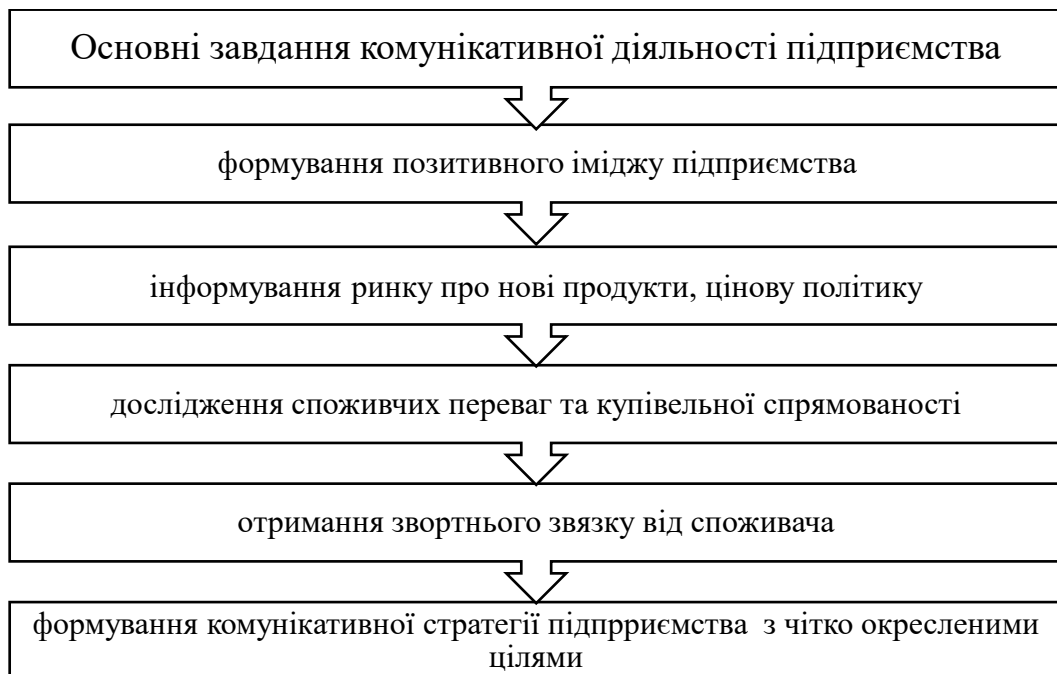 Основні завдання комунікативної діяльності підприємства
формування позитивного іміджу підприємства
інформування ринку про нові продукти, цінову політику
дослідження споживчих переваг та купівельної спрямованості
отримання звортнього звязку від споживача
формування комунікативної стратегії підпрриємства з чітко окресленими
цілями